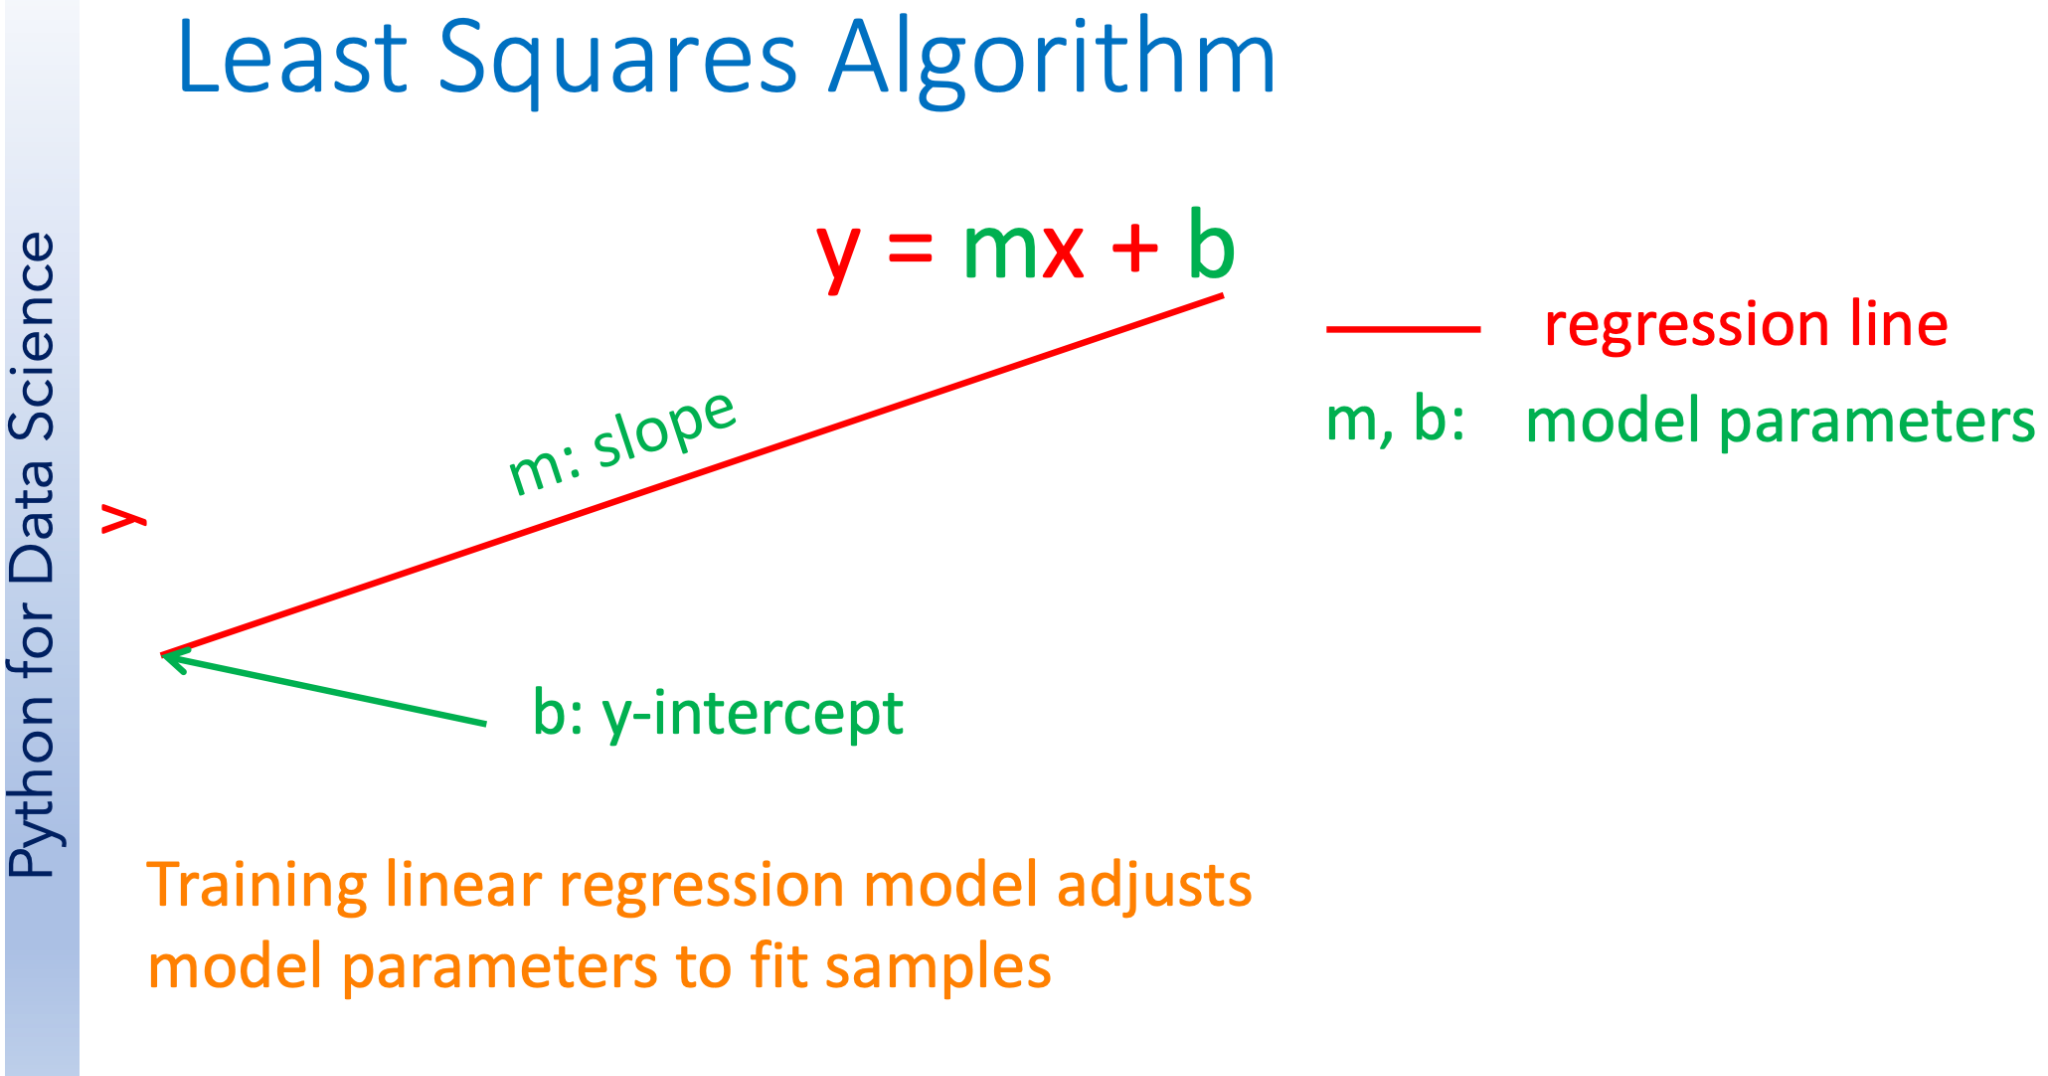 Least Squares Algorithm
y = mx + b
regression line
m, b: model parameters
m: slope
y
b: y-intercept
Training linear regression model adjusts
model parameters to fit samples
Python for Data Science